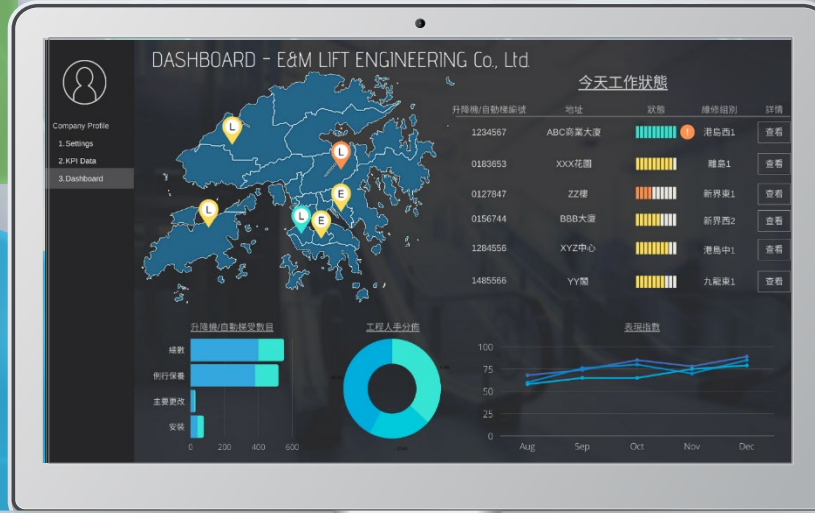 DASHBOARD - E&M LIFT ENGINEERING Co., Ltd.
Company Profile
1.Settings
2.KPI Data
3.Dashboard
L
L
E
L
L
E
今天工作狀態
升降機/自動梯編號 地址 狀態 維修組別 詳情
1234567 ABC商業大廈 ! 港島西1 查看
0183653 XXX花園 離島1 查看
0127847 ZZ樓 新界東1 查看
0156744 BBB大廈 新界西2 查看
1284556 XYZ中心 港島中1 查看
1485566 YY閣 九龍東1 查看
升降機/自動梯受數目
總數
例行保養
主要更改
安裝
0 200 400 600
工程人手分佈
表現指數
100
75
50
25
0
Aug Sep Oct Nov Dec